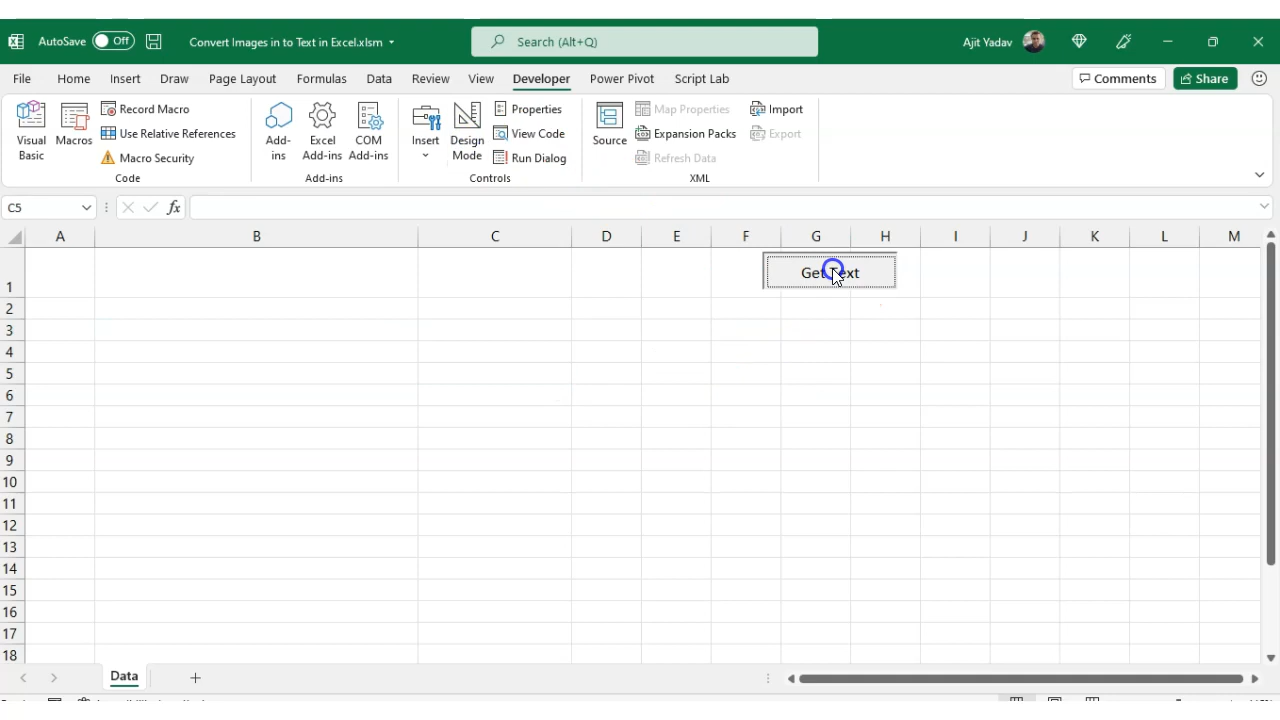 AutoSave Off Convert Images in to Text in Excel.xlsm Search (Alt+Q) Ajit Yadav
File Home Insert Draw Page Layout Formulas Data Review View Developer Power Pivot Script Lab Comments Share
Visual Basic
Macros
Record Macro
Use Relative References
Macro Security
Code
Add-ins
Excel Add-ins
COM Add-ins
Add-ins
Insert
Design Mode
Properties
View Code
Run Dialog
Controls
Source
Map Properties
Expansion Packs
Refresh Data
Import
Export
XML
C5 fx
A B C D E F G H I J K L M
Get Text
1
2
3
4
5
6
7
8
9
10
11
12
13
14
15
16
17
18
Data